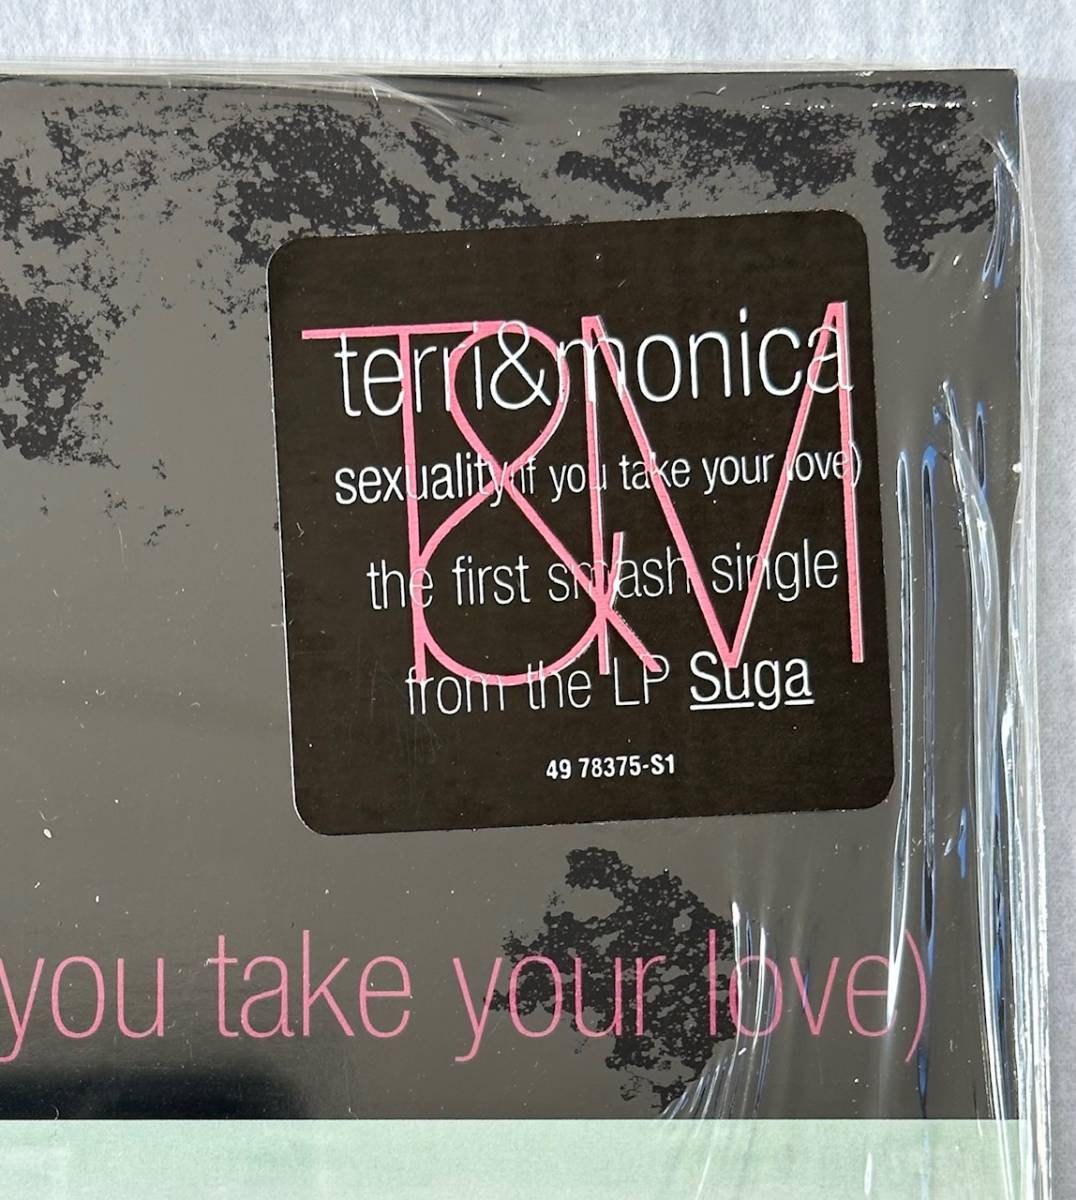 T&M
terri&monica
sexuality(if you take your love)
the first smash single
from the LP Suga
49 78375-S1
you take your love)